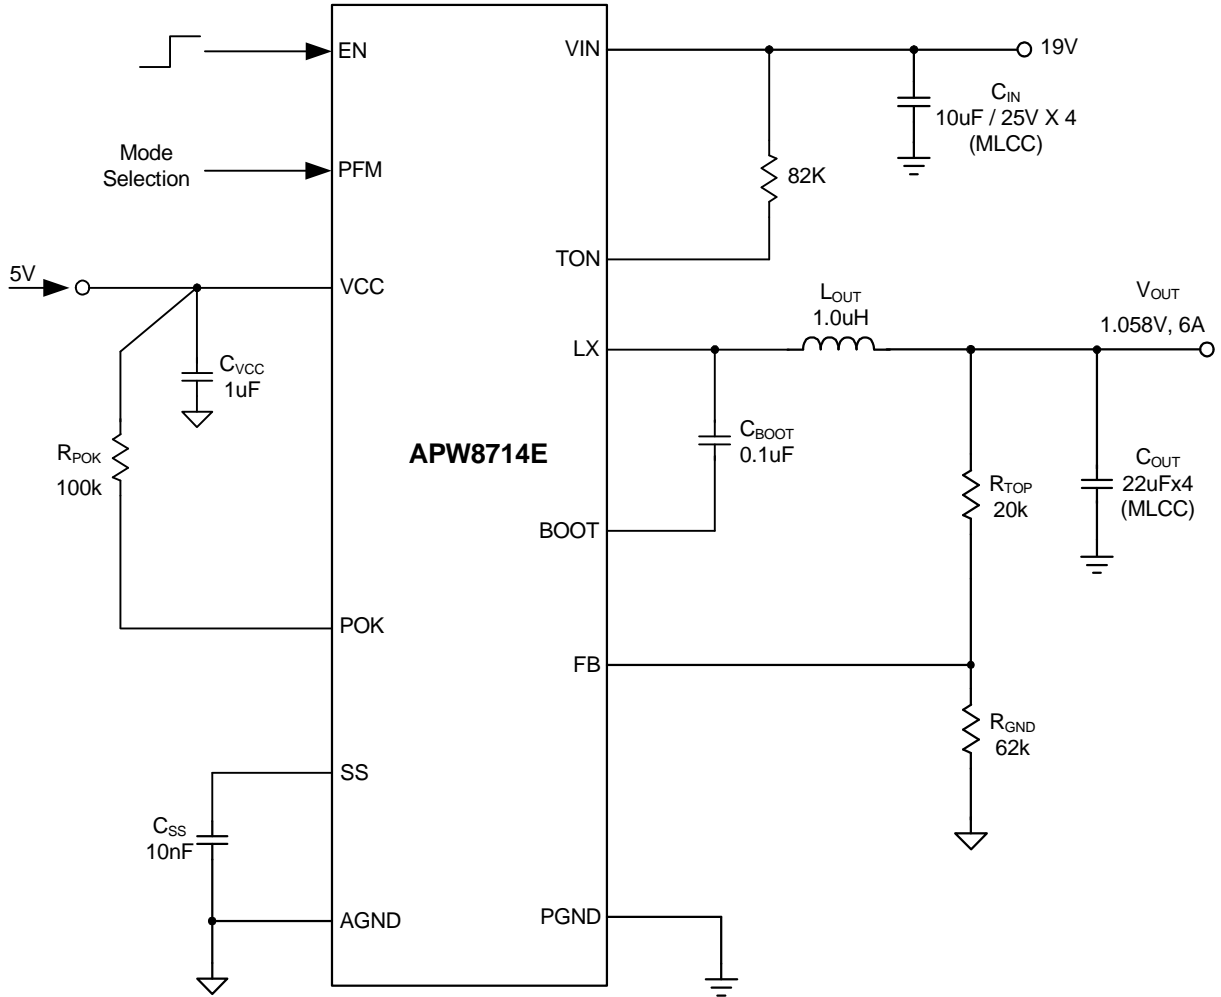 EN
Mode
Selection
PFM
5V
VCC
CVCC
1uF
RPOK
100k
POK
SS
CSS
10nF
AGND
APW8714E
VIN
19V
CIN
10uF / 25V X 4
(MLCC)
82K
TON
LX
LOUT
1.0uH
VOUT
1.058V, 6A
CBOOT
0.1uF
BOOT
RTOP
20k
COUT
22uFx4
(MLCC)
FB
RGND
62k
PGND